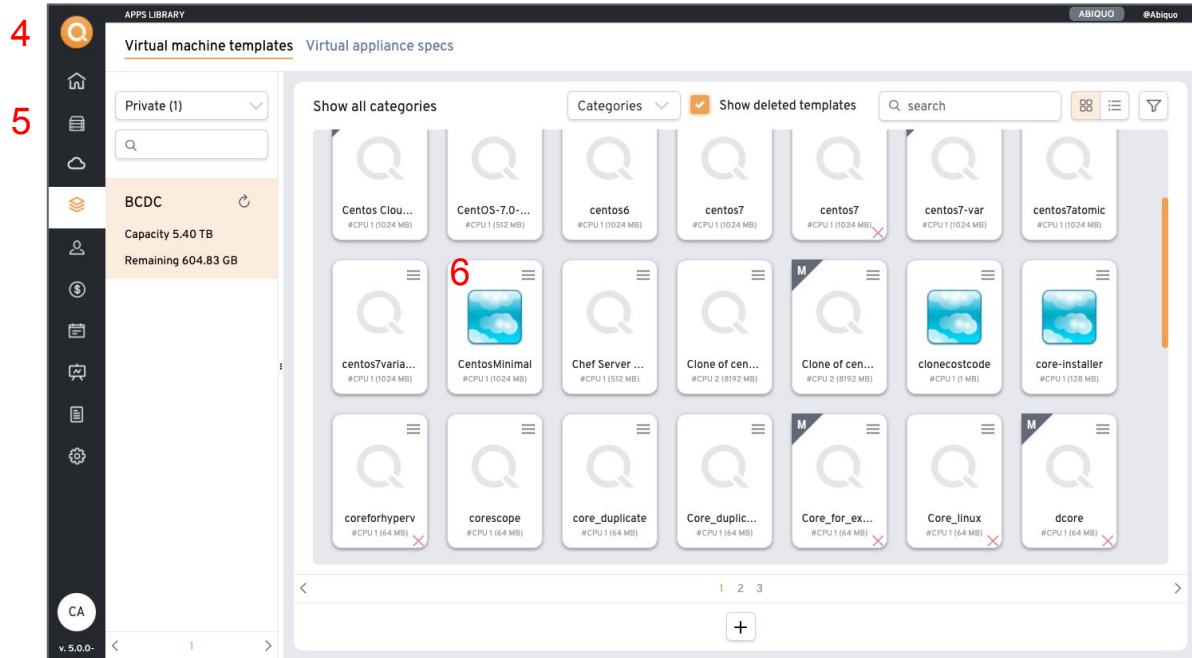 4
APPS LIBRARY
ABIQUO @Abiquo
Virtual machine templates Virtual appliance specs
5
Private (1)
BCDC
Capacity 5.40 TB
Remaining 604.83 GB
Show all categories Categories Show deleted templates search
Centos Clou... CentOS-7.0-... centos6 centos7 centos7 centos7-var centos7atomic
#CPU 1 (1024 MB) #CPU 1 (512 MB) #CPU 1 (1024 MB) #CPU 1 (1024 MB) #CPU 1 (1024 MB) #CPU 1 (1024 MB) #CPU 1 (1024 MB)
6 M
centos7varia... CentosMinimal Chef Server ... Clone of cen... Clone of cen... clonecostcode core-installer
#CPU 1 (1024 MB) #CPU 1 (1024 MB) #CPU 1 (512 MB) #CPU 2 (8192 MB) #CPU 2 (8192 MB) #CPU 1 (1 MB) #CPU 1 (128 MB)
M M
coreforhyperv corescope core_duplicate Core_duplic... Core_for_ex... Core_linux dcore
#CPU 1 (64 MB) #CPU 1 (64 MB) #CPU 1 (64 MB) #CPU 1 (64 MB) #CPU 1 (64 MB) #CPU 1 (64 MB) #CPU 1 (64 MB)
1 2 3
CA
v. 5.0.0-
1